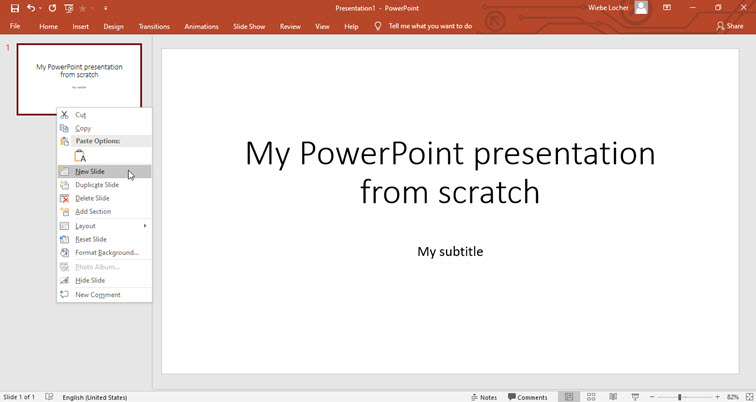 Presentation1 - PowerPoint
Wiebe Locher
File Home Insert Design Transitions Animations Slide Show Review View Help Tell me what you want to do Share
1
My PowerPoint presentation
from scratch
My subtitle
Cut
Copy
Paste Options:
A
New Slide
Duplicate Slide
Delete Slide
Add Section
Layout
Reset Slide
Format Background...
Photo Album...
Hide Slide
New Comment
My PowerPoint presentation
from scratch
My subtitle
Slide 1 of 1 English (United States) Notes Comments 82%